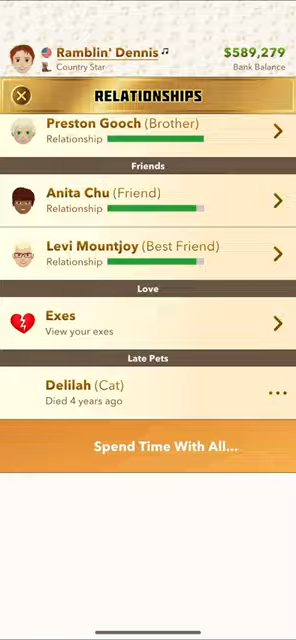 Ramblin' Dennis
$589,279
Country Star
Bank Balance
RELATIONSHIPS
Preston Gooch (Brother)
Relationship
Friends
Anita Chu (Friend)
Relationship
Levi Mountjoy (Best Friend)
Relationship
Love
Exes
View your exes
Late Pets
Delilah (Cat)
Died 4 years ago
Spend Time With All...